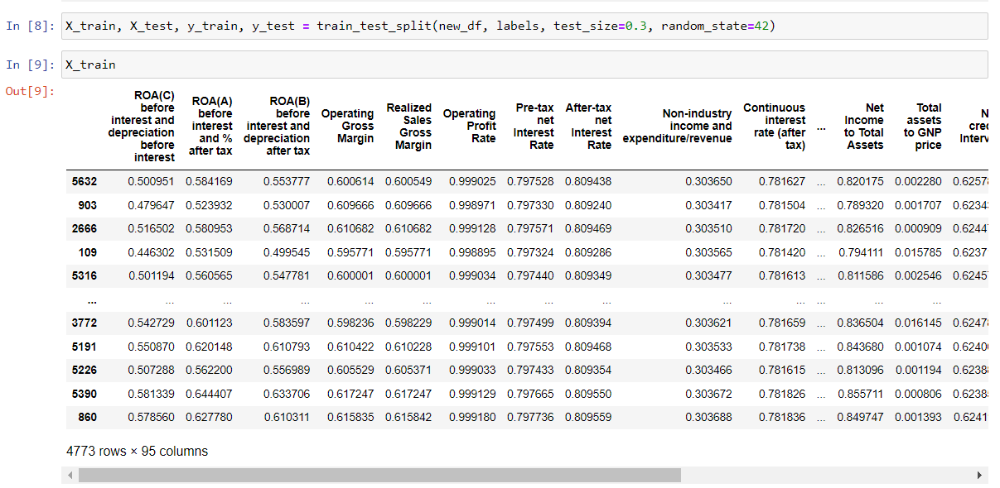 In [8]: X_train, X_test, y_train, y_test = train_test_split(new_df, labels, test_size=0.3, random_state=42)
In [9]: X_train
Out[9]:
ROA(C) before interest and depreciation before interest
ROA(A) before interest and % after tax
ROA(B) before interest and depreciation after tax
Operating Gross Margin
Realized Sales Gross Margin
Operating Profit Rate
Pre-tax net Interest Rate
After-tax net Interest Rate
Non-industry income and expenditure/revenue
Continuous interest rate (after tax)
...
Net Income to Total Assets
Total assets to GNP price
5632 0.500951 0.584169 0.553777 0.600614 0.600549 0.999025 0.797528 0.809438 0.303650 0.781627 ... 0.820175 0.002280 0.6257
903 0.479647 0.523932 0.530007 0.609666 0.609666 0.998971 0.797330 0.809240 0.303417 0.781504 ... 0.789320 0.001707 0.6234
2666 0.516502 0.580953 0.568714 0.610682 0.610682 0.999128 0.797571 0.809469 0.303510 0.781720 ... 0.826516 0.000909 0.6244
109 0.446302 0.531509 0.499545 0.595771 0.595771 0.998895 0.797324 0.809286 0.303565 0.781420 ... 0.794111 0.015785 0.6237
5316 0.501194 0.560565 0.547781 0.600001 0.600001 0.999034 0.797440 0.809349 0.303477 0.781613 ... 0.811586 0.002546 0.6245
... ... ... ... ... ... ... ... ... ... ... ... ... ...
3772 0.542729 0.601123 0.583597 0.598236 0.598229 0.999014 0.797499 0.809394 0.303621 0.781659 ... 0.836504 0.016145 0.6247
5191 0.550870 0.620148 0.610793 0.610422 0.610228 0.999101 0.797553 0.809468 0.303533 0.781738 ... 0.843680 0.001074 0.6240
5226 0.507288 0.562200 0.556989 0.605529 0.605371 0.999033 0.797433 0.809354 0.303466 0.781615 ... 0.813096 0.001194 0.6238
5390 0.581339 0.644407 0.633706 0.617247 0.617247 0.999129 0.797665 0.809550 0.303672 0.781826 ... 0.855711 0.000806 0.6238
860 0.578560 0.627780 0.610311 0.615835 0.615842 0.999180 0.797736 0.809559 0.303688 0.781836 ... 0.849747 0.001393 0.6241
4773 rows × 95 columns